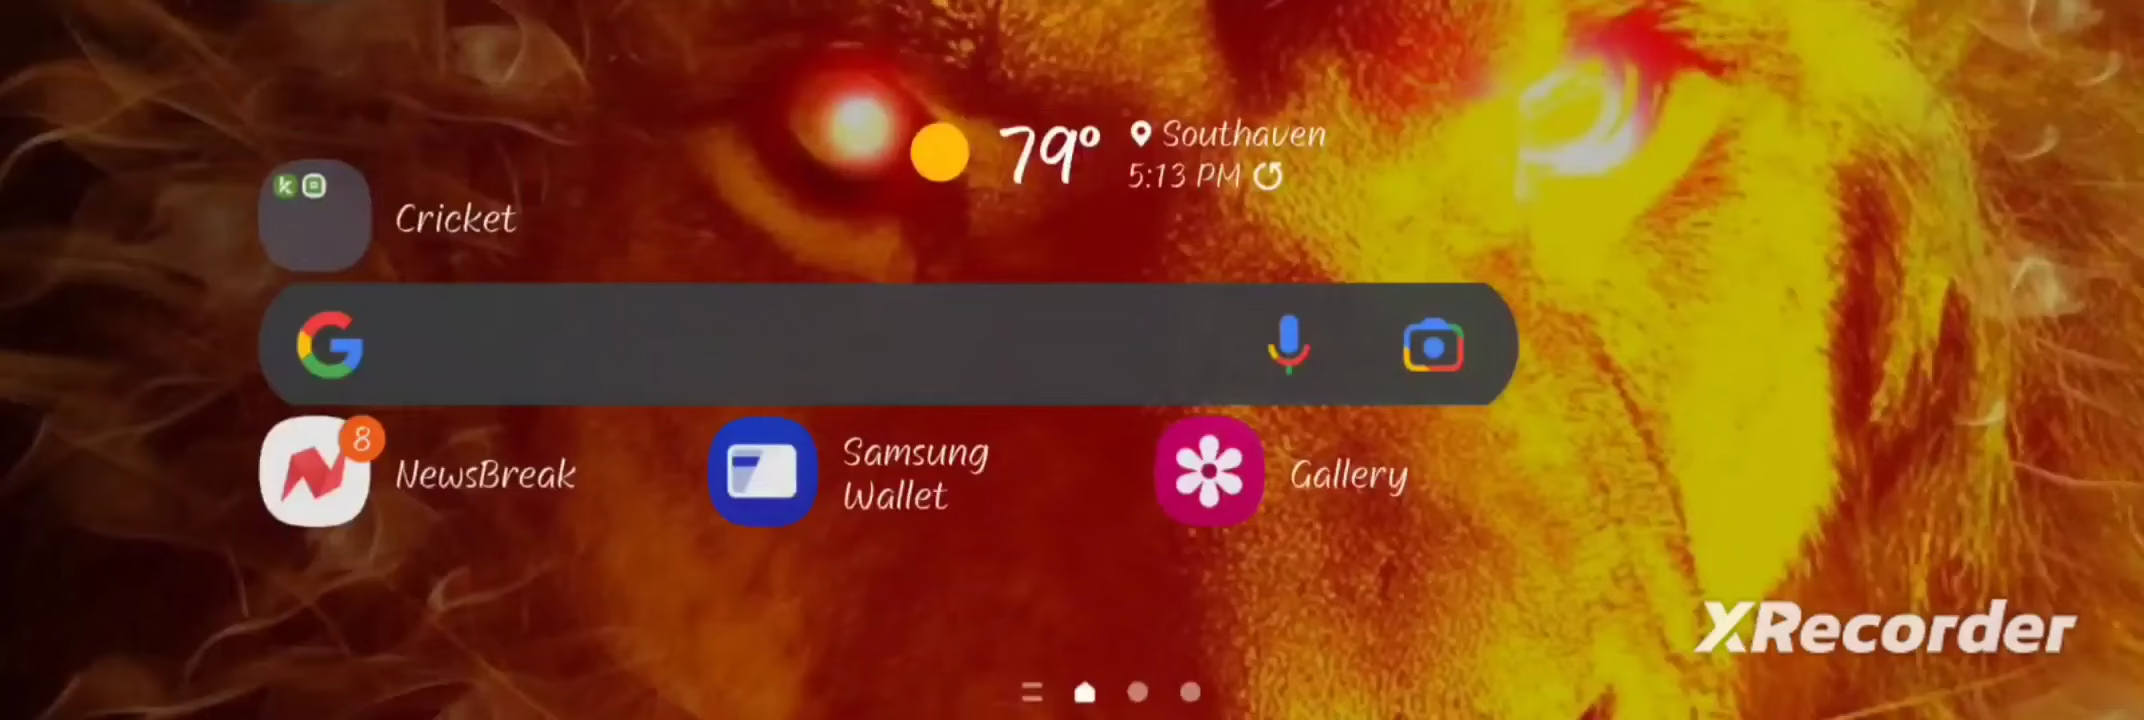 79°
Southaven
5:13 PM
Cricket
8
NewsBreak
Samsung
Wallet
Gallery
XRecorder